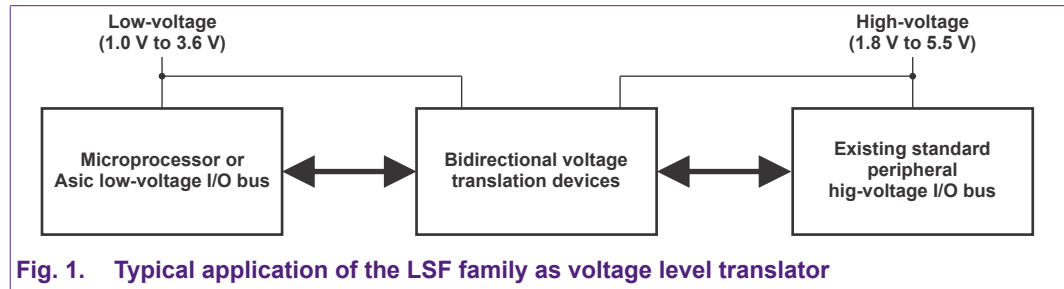 Low-voltage
(1.0 V to 3.6 V)
High-voltage
(1.8 V to 5.5 V)
Microprocessor or
Asic low-voltage I/O bus
Bidirectional voltage
translation devices
Existing standard
peripheral
hig-voltage I/O bus
Fig. 1. Typical application of the LSF family as voltage level translator